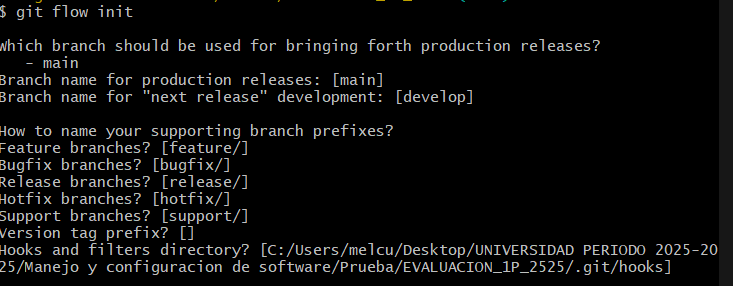 $ git flow init
Which branch should be used for bringing forth production releases?
- main
Branch name for production releases: [main]
Branch name for "next release" development: [develop]
How to name your supporting branch prefixes?
Feature branches? [feature/]
Bugfix branches? [bugfix/]
Release branches? [release/]
Hotfix branches? [hotfix/]
Support branches? [support/]
Version tag prefix? []
Hooks and filters directory? [C:/Users/melcu/Desktop/UNIVERSIDAD PERIODO 2025-20
25/Manejo y configuracion de software/Prueba/EVALUACION_1P_2525/.git/hooks]